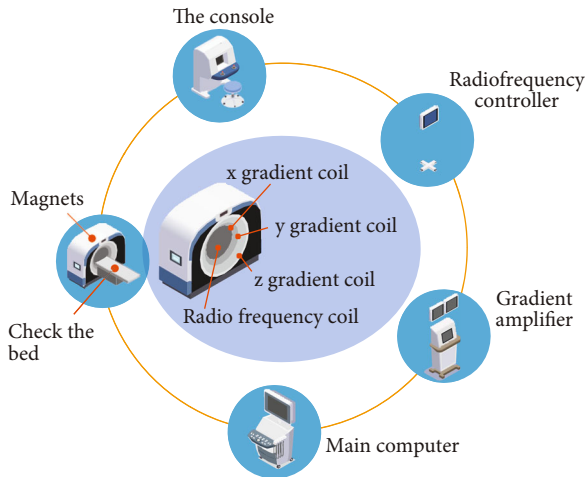 The console
Radiofrequency
controller
x gradient coil
Magnets
y gradient coil
z gradient coil
Radio frequency coil
Gradient
amplifier
Check the
bed
Main computer